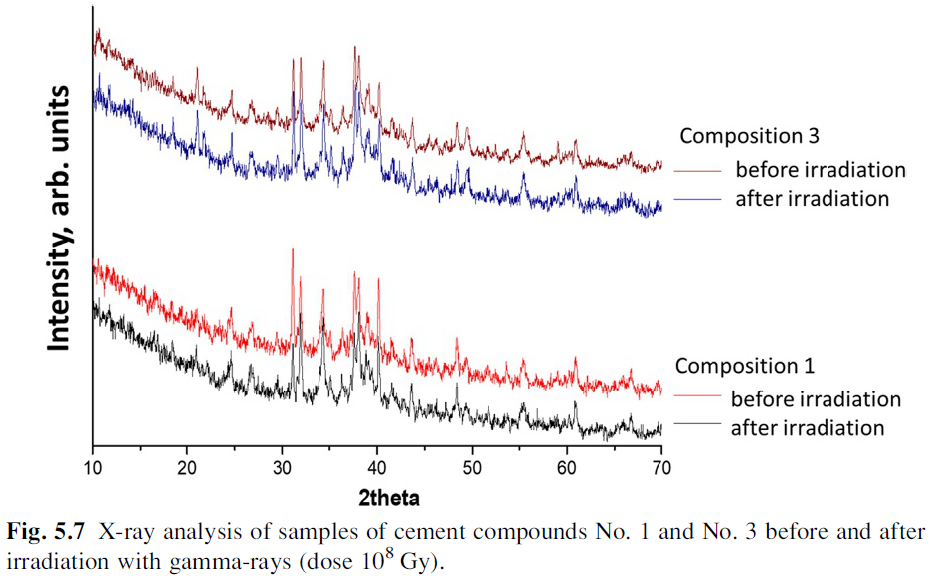 Intensity, arb. units
Composition 3
before irradiation
after irradiation
Composition 1
before irradiation
after irradiation
10 20 30 40 50 60 70
2theta
Fig. 5.7 X-ray analysis of samples of cement compounds No. 1 and No. 3 before and after
irradiation with gamma-rays (dose 10⁸ Gy).